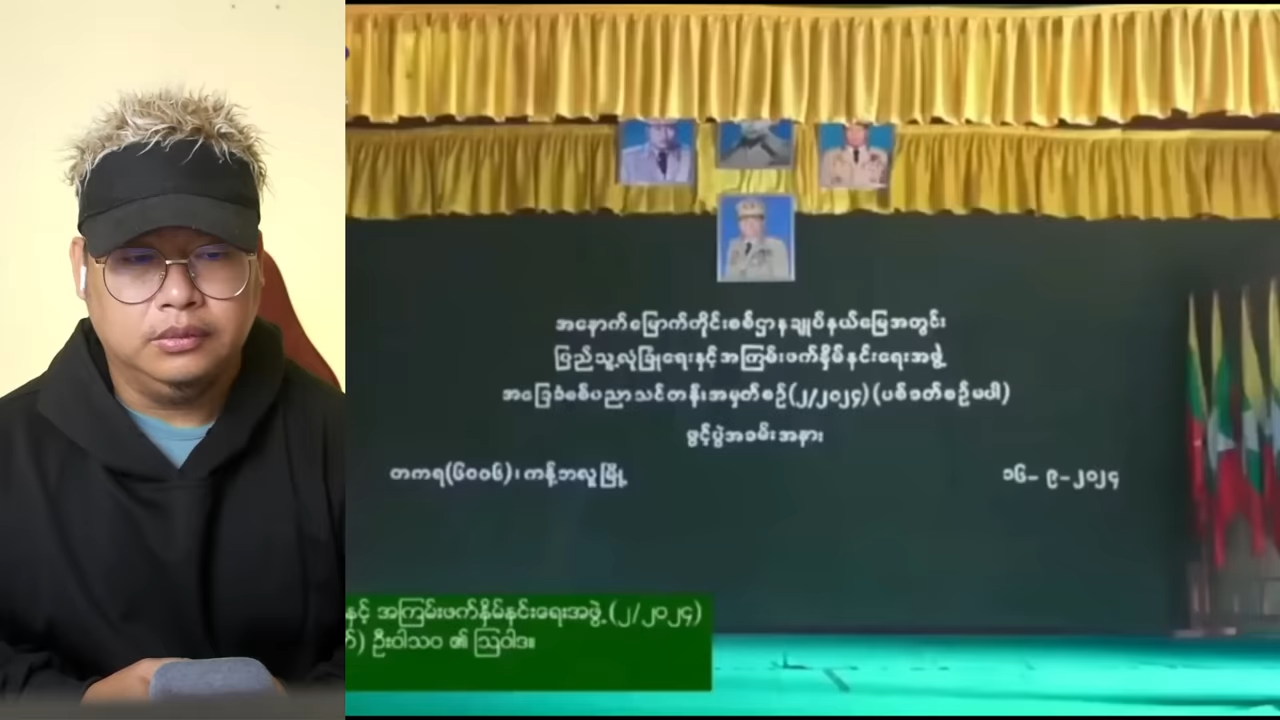 အနောက်မြောက်တိုင်းစစ်ဌာနချုပ်နယ်မြေအတွင်း
ပြည်သူ့လုံခြုံရေးနှင့်အကြမ်းဖက်နှိမ်နင်းရေးအဖွဲ့
အခြေခံစစ်ပညာသင်တန်းအမှတ်စဉ်(၂/၂၀၂၄)(ပစ်ခတ်စဉ်မပါ)
ဖွင့်ပွဲအခမ်းအနား
တကရ(၆၀၀၆)၊ ကန့်ဘလူမြို့
၁၆-၉-၂၀၂၄
နှင့် အကြမ်းဖက်နှိမ်နင်းရေးအဖွဲ့ (၂/၂၀၂၄)
ဦးဝါသဝ ၏ ဩဝါဒ။